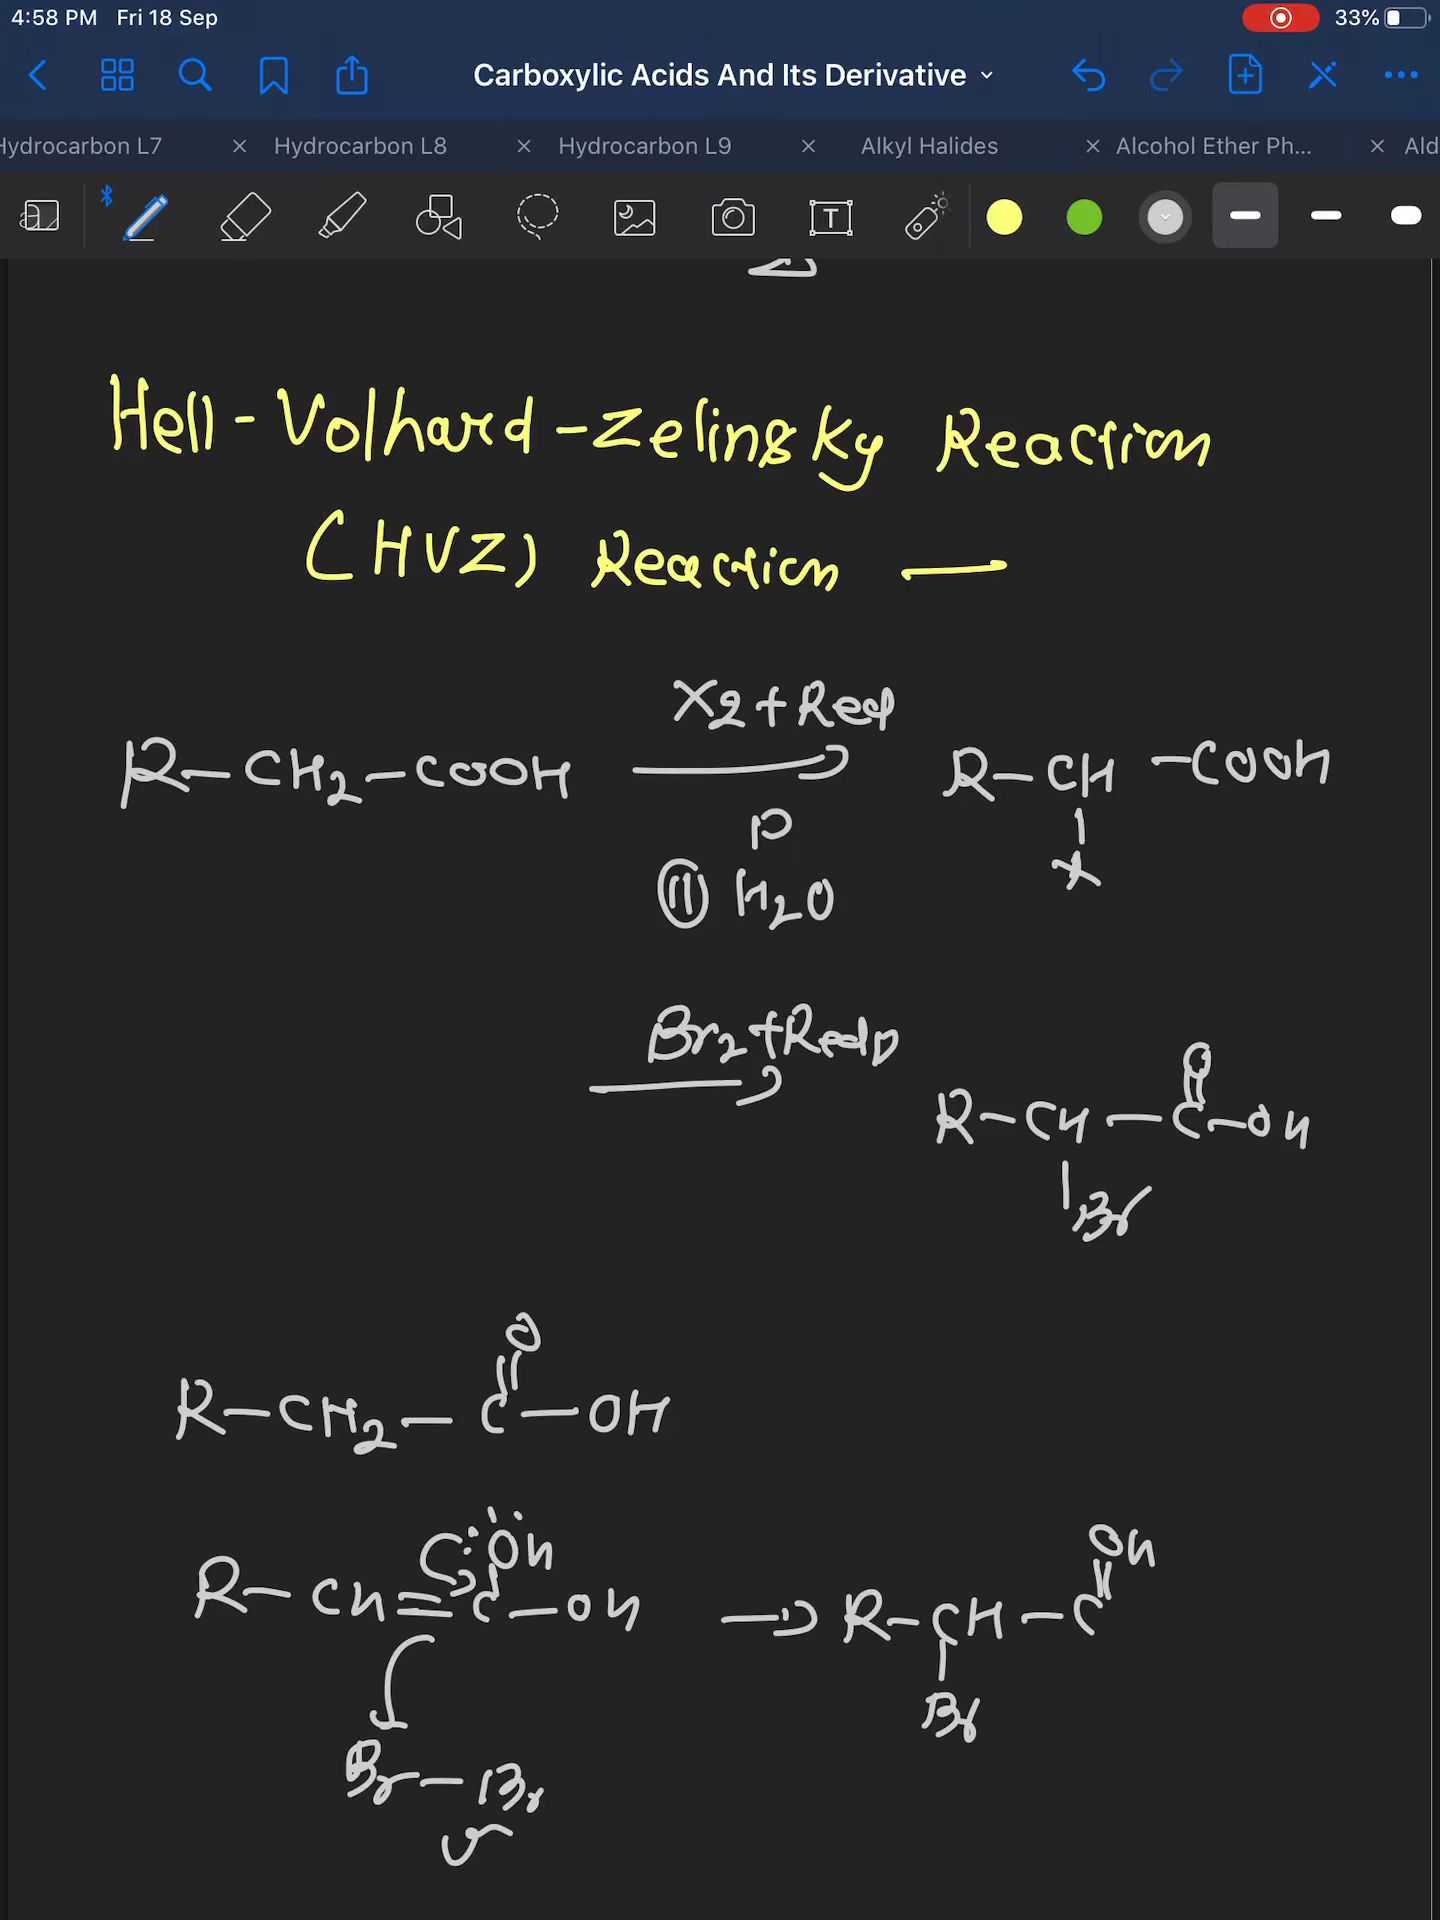 4:58 PM Fri 18 Sep 33%
Carboxylic Acids And Its Derivative
Hydrocarbon L7 × Hydrocarbon L8 × Hydrocarbon L9 × Alkyl Halides × Alcohol Ether Ph... × Ald
Hell-Volhard-Zelinsky Reaction
(HVZ) Reaction —
X2+Red
R-CH2-COOH R-CH-COOH
P
X
(II) H2O
Br2+Red P
O
R-CH-C-OH
Br
O
R-CH2-C-OH
OH OH
R-CH=C-OH → R-CH-C
Br
Br-Br